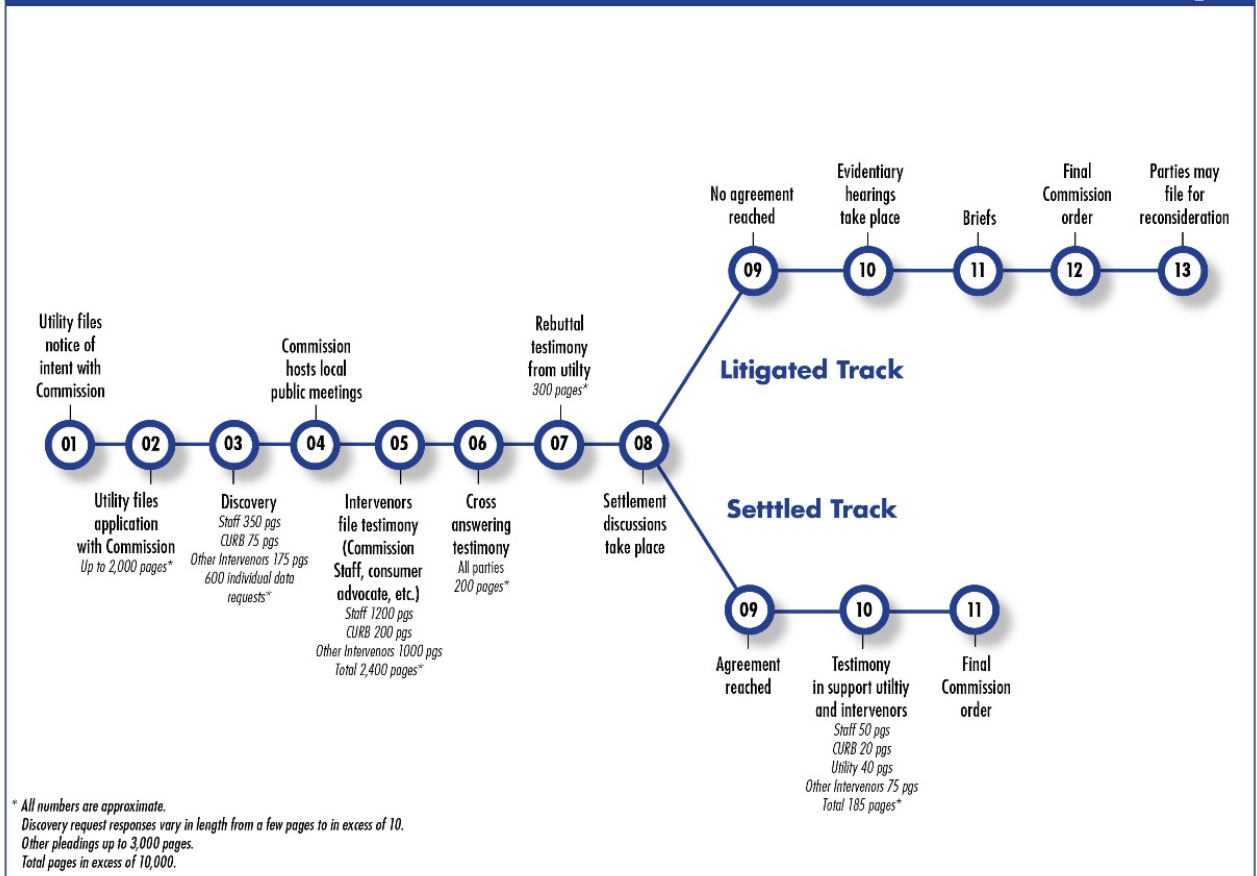 Utility files
notice of
intent with
Commission
01
02
Utility files
application
with Commission
Up to 2,000 pages*
03
Discovery
Staff 350 pgs
CURB 75 pgs
Other Intervenors 175 pgs
600 individual data
requests*
Commission
hosts local
public meetings
04
05
Intervenors
file testimony
(Commission
Staff, consumer
advocate, etc.)
Staff 1200 pgs
CURB 200 pgs
Other Intervenors 1000 pgs
Total 2,400 pages*
06
Cross
answering
testimony
All parties
200 pages*
Rebuttal
testimony
from utilty
300 pages*
07
08
Settlement
discussions
take place
Litigated Track
No agreement
reached
09
Evidentiary
hearings
take place
10
Briefs
11
Final
Commission
order
12
Parties may
file for
reconsideration
13
Setttled Track
09
Agreement
reached
10
Testimony
in support utiltiy
and intervenors
Staff 50 pgs
CURB 20 pgs
Utility 40 pgs
Other Intervenors 75 pgs
Total 185 pages*
11
Final
Commission
order
* All numbers are approximate.
Discovery request responses vary in length from a few pages to in excess of 10.
Other pleadings up to 3,000 pages.
Total pages in excess of 10,000.